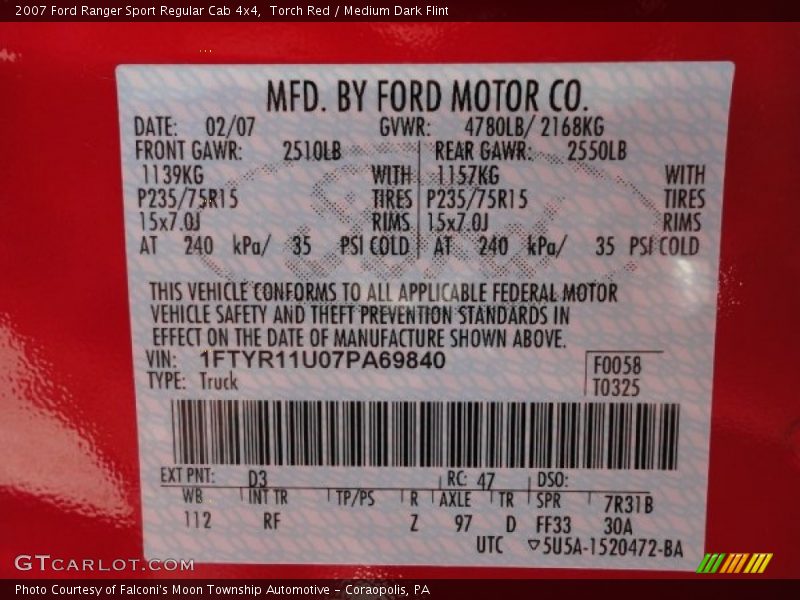 2007 Ford Ranger Sport Regular Cab 4x4,  Torch Red / Medium Dark Flint
MFD. BY FORD MOTOR CO.
DATE: 02/07 GVWR: 4780LB/ 2168KG
FRONT GAWR: 2510LB REAR GAWR: 2550LB
1139KG WITH 1157KG WITH
P235/75R15 TIRES P235/75R15 TIRES
15x7.0J RIMS 15x7.0J RIMS
AT 240 kPa/ 35 PSI COLD AT 240 kPa/ 35 PSI COLD
THIS VEHICLE CONFORMS TO ALL APPLICABLE FEDERAL MOTOR
VEHICLE SAFETY AND THEFT PREVENTION STANDARDS IN
EFFECT ON THE DATE OF MANUFACTURE SHOWN ABOVE.
VIN: 1FTYR11U07PA69840 F0058
TYPE: Truck T0325
EXT PNT: D3 RC: 47 DSO:
WB INT TR TP/PS R AXLE TR SPR 7R31B
112 RF Z 97 D FF33 30A
UTC ▽5U5A-1520472-BA
GTCARLOT.COM
Photo Courtesy of Falconi's Moon Township Automotive - Coraopolis, PA